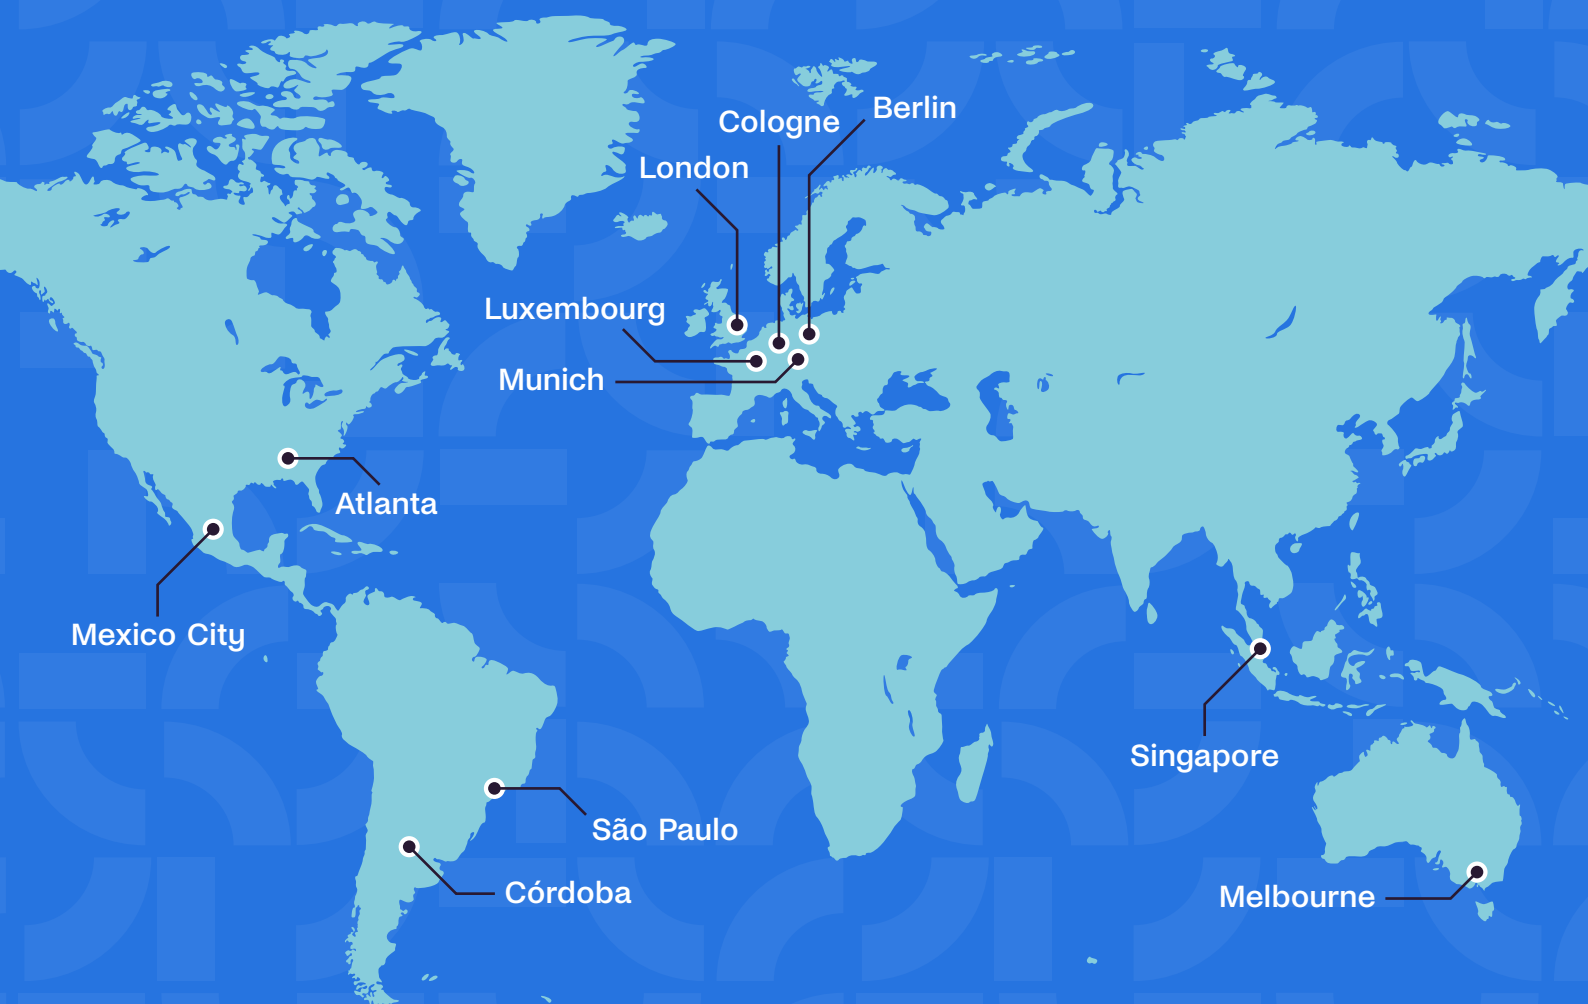 Cologne
Berlin
London
Luxembourg
Munich
Atlanta
Mexico City
Singapore
São Paulo
Córdoba
Melbourne